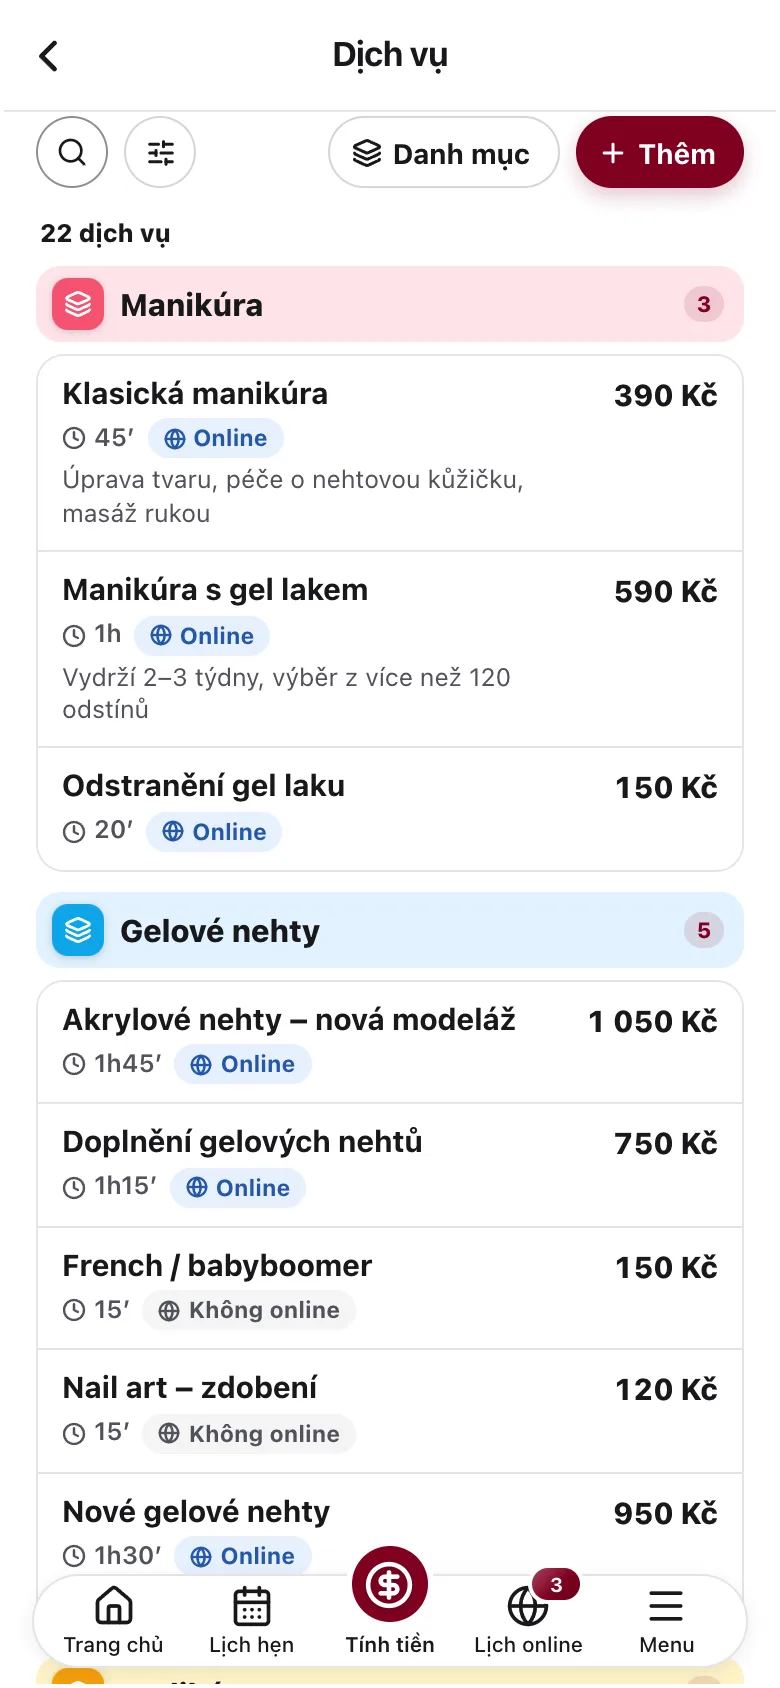 Dịch vụ
Danh mục
+ Thêm
22 dịch vụ
Manikúra
3
Klasická manikúra
390 Kč
45′
Online
Úprava tvaru, péče o nehtovou kůžičku,
masáž rukou
Manikúra s gel lakem
590 Kč
1h
Online
Vydrží 2–3 týdny, výběr z více než 120
odstínů
Odstranění gel laku
150 Kč
20′
Online
Gelové nehty
5
Akrylové nehty – nová modeláž
1 050 Kč
1h45′
Online
Doplnění gelových nehtů
750 Kč
1h15′
Online
French / babyboomer
150 Kč
15′
Không online
Nail art – zdobení
120 Kč
15′
Không online
Nové gelové nehty
950 Kč
1h30′
Online
3
Trang chủ
Lịch hẹn
Tính tiền
Lịch online
Menu